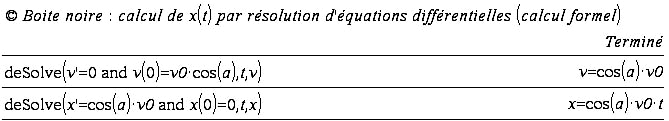 © Boite noire : calcul de x(t) par résolution d'équations différentielles (calcul formel)
Terminé
deSolve(v'=0 and v(0)=v0·cos(a),t,v) v=cos(a)·v0
deSolve(x'=cos(a)·v0 and x(0)=0,t,x) x=cos(a)·v0·t